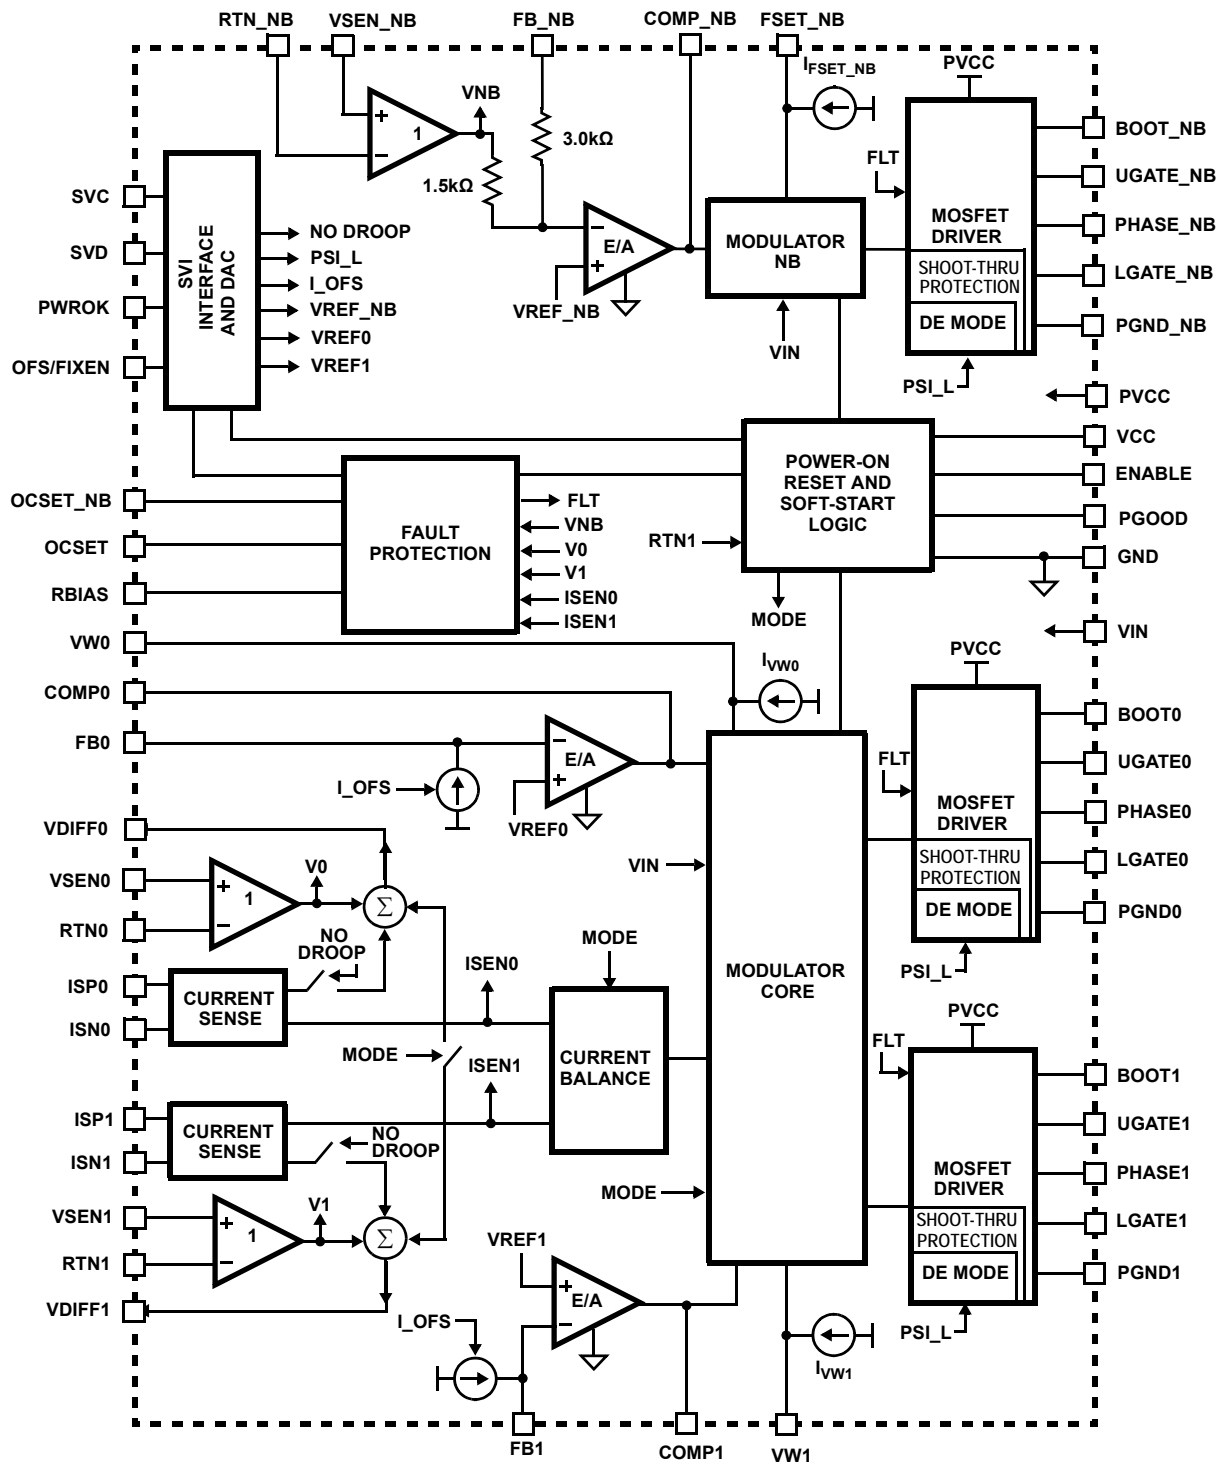 RTN_NB
VSEN_NB
FB_NB
COMP_NB
FSET_NB
IFSET_NB
PVCC
VNB
+
−
1
3.0kΩ
1.5kΩ
FLT
MOSFET
DRIVER
SHOOT-THRU
PROTECTION
DE MODE
BOOT_NB
UGATE_NB
PHASE_NB
LGATE_NB
PGND_NB
SVC
SVD
PWROK
OFS/FIXEN
SVI
INTERFACE
AND DAC
NO DROOP
PSI_L
I_OFS
VREF_NB
VREF0
VREF1
−
E/A
+
VREF_NB
MODULATOR
NB
VIN
PSI_L
PVCC
VCC
ENABLE
PGOOD
GND
VIN
POWER-ON
RESET AND
SOFT-START
LOGIC
RTN1
MODE
OCSET_NB
OCSET
RBIAS
FAULT
PROTECTION
FLT
VNB
V0
V1
ISEN0
ISEN1
VW0
COMP0
FB0
IVW0
−
E/A
+
I_OFS
VREF0
VDIFF0
VSEN0
RTN0
+
−
1
V0
Σ
NO
DROOP
ISP0
ISN0
CURRENT
SENSE
ISEN0
MODE
MODE
ISEN1
CURRENT
BALANCE
VIN
MODULATOR
CORE
MODE
PVCC
FLT
MOSFET
DRIVER
SHOOT-THRU
PROTECTION
DE MODE
PSI_L
BOOT0
UGATE0
PHASE0
LGATE0
PGND0
ISP1
ISN1
CURRENT
SENSE
NO
DROOP
VSEN1
RTN1
+
−
1
V1
Σ
VDIFF1
VREF1
+
E/A
−
I_OFS
IVW1
PVCC
FLT
MOSFET
DRIVER
SHOOT-THRU
PROTECTION
DE MODE
PSI_L
BOOT1
UGATE1
PHASE1
LGATE1
PGND1
FB1
COMP1
VW1